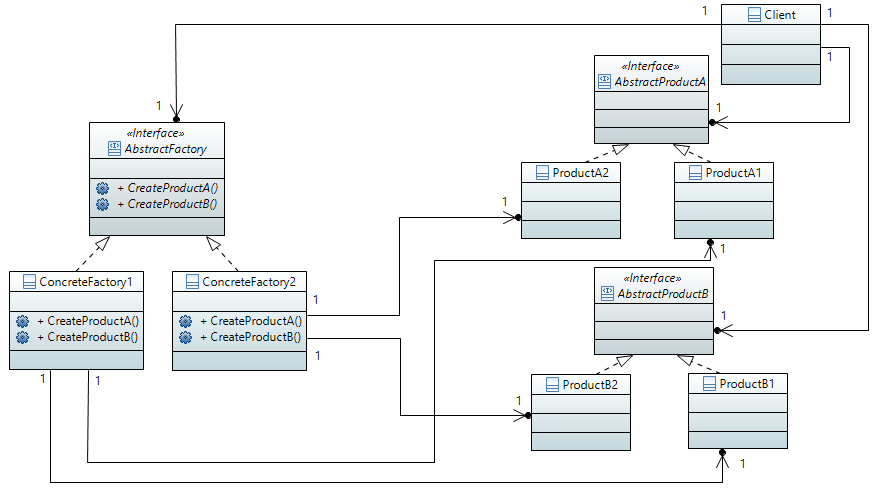 1
Client
1
1
«Interface»
AbstractProductA
1
1
«Interface»
AbstractFactory
+ CreateProductA()
+ CreateProductB()
ProductA2
ProductA1
1
1
ConcreteFactory1
+ CreateProductA()
+ CreateProductB()
ConcreteFactory2
+ CreateProductA()
+ CreateProductB()
1
1
«Interface»
AbstractProductB
1
1
1
ProductB2
ProductB1
1
1